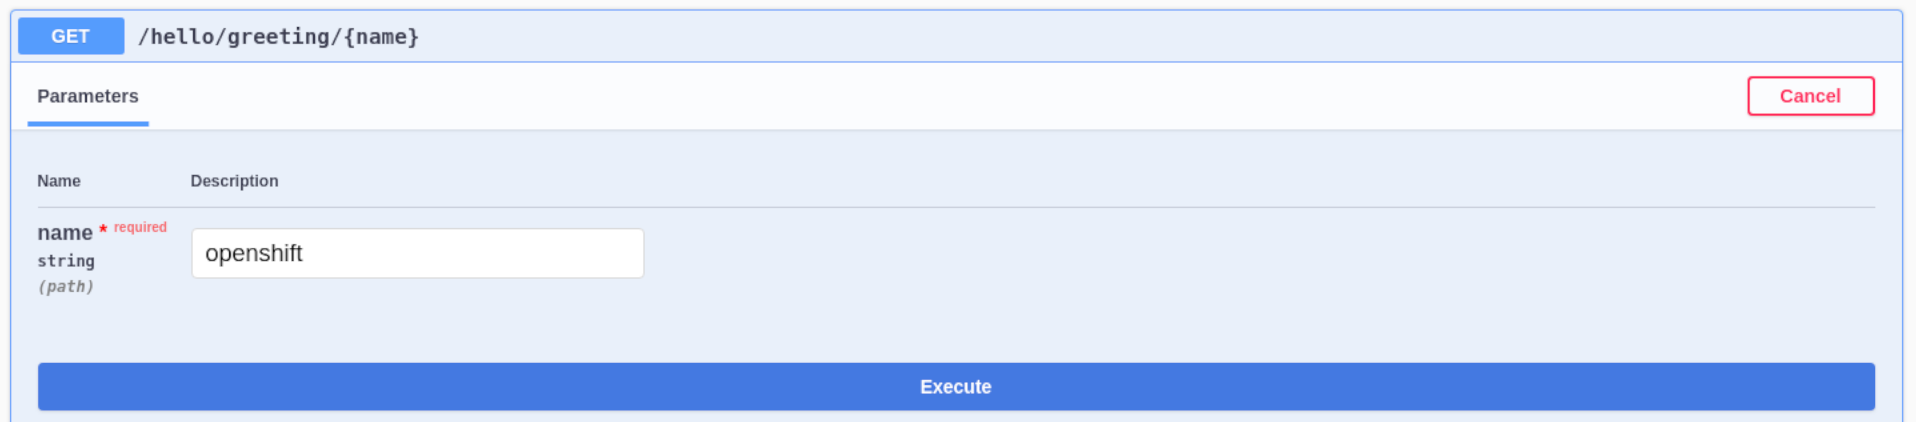 GET /hello/greeting/{name}
Parameters Cancel
Name Description
name * required
string
(path)
openshift
Execute